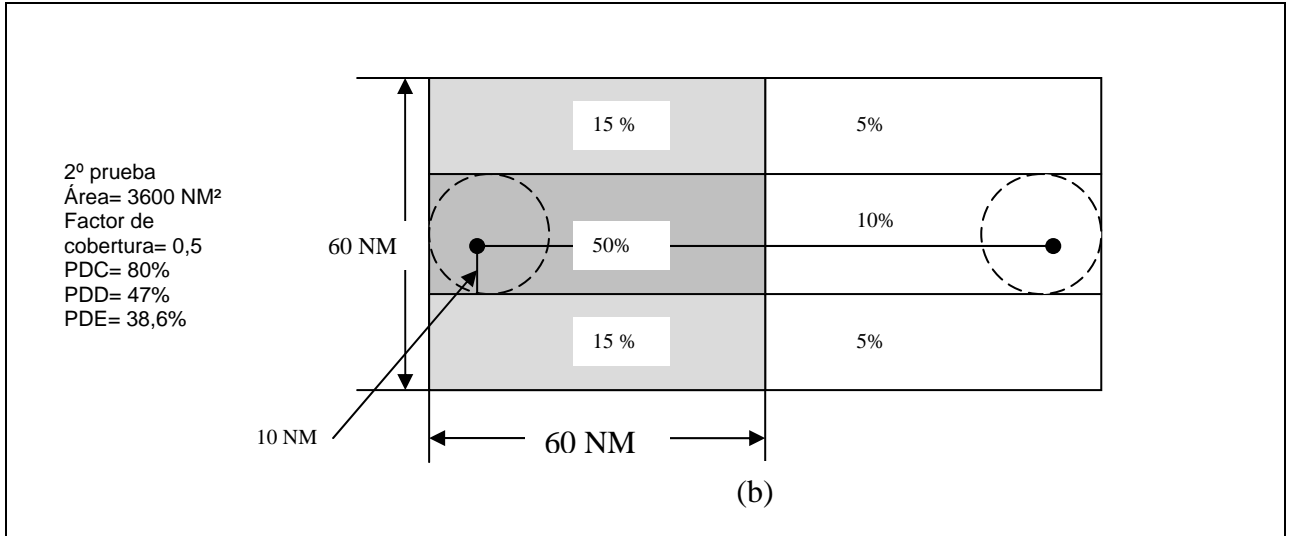 15 %
5%
2º prueba
Área= 3600 NM²
Factor de
cobertura= 0,5
PDC= 80%
PDD= 47%
PDE= 38,6%
60 NM
50%
10%
15 %
5%
10 NM
60 NM
(b)